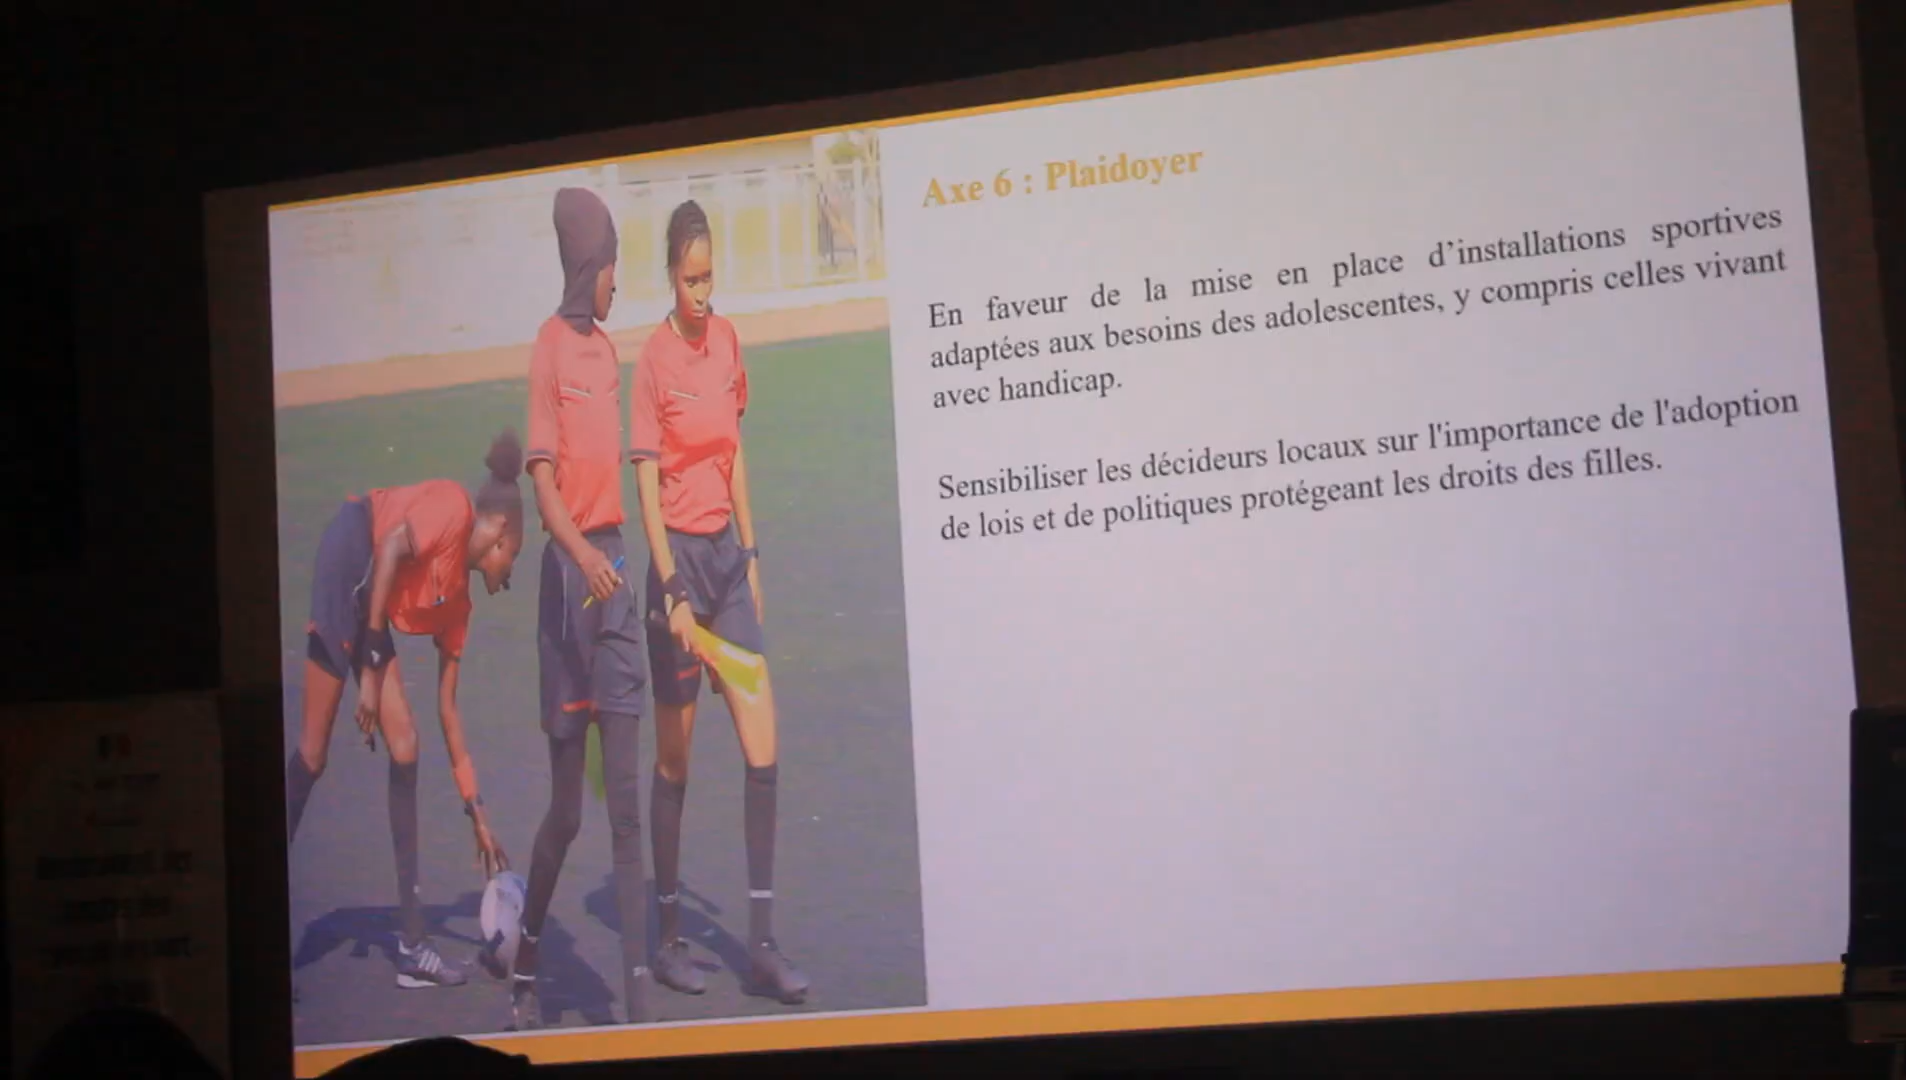 Axe 6 : Plaidoyer
En faveur de la mise en place d’installations sportives
adaptées aux besoins des adolescentes, y compris celles vivant
avec handicap.
Sensibiliser les décideurs locaux sur l'importance de l'adoption
de lois et de politiques protégeant les droits des filles.